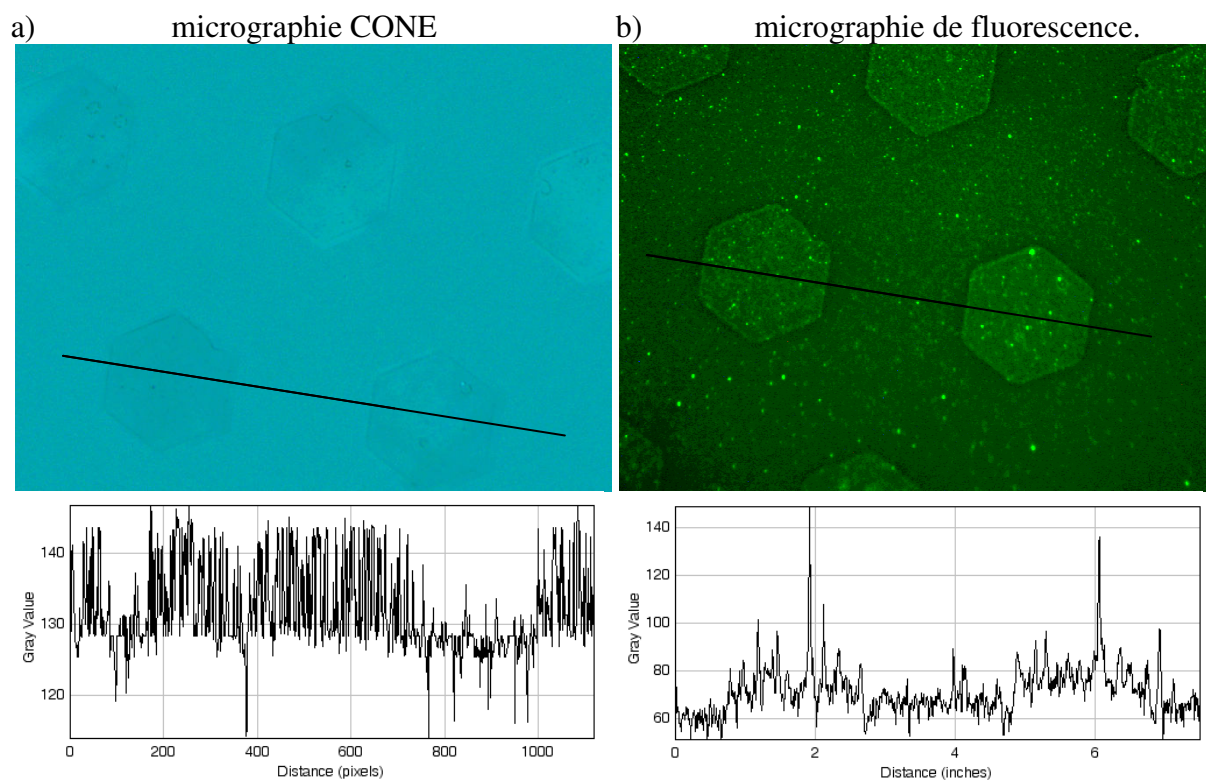 a) micrographie CONE
b) micrographie de fluorescence.
140
130
120
Gray Value
0 200 400 600 800 1000
Distance (pixels)
140
120
100
80
60
Gray Value
0 2 4 6
Distance (inches)